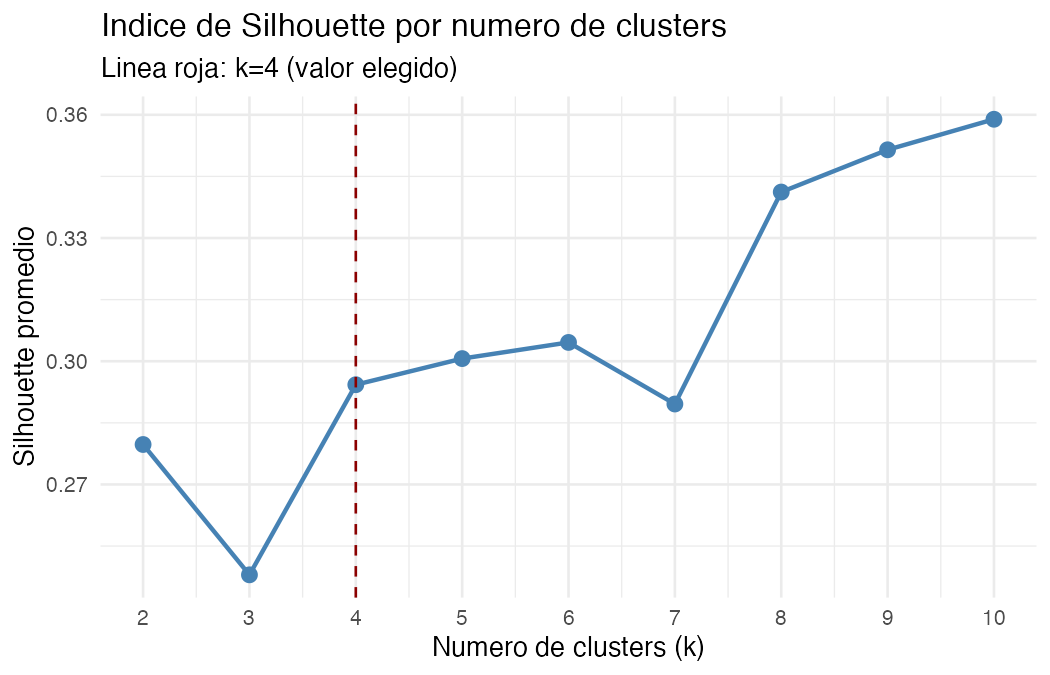 Indice de Silhouette por numero de clusters
Linea roja: k=4 (valor elegido)
Silhouette promedio
0.36
0.33
0.30
0.27
2 3 4 5 6 7 8 9 10
Numero de clusters (k)